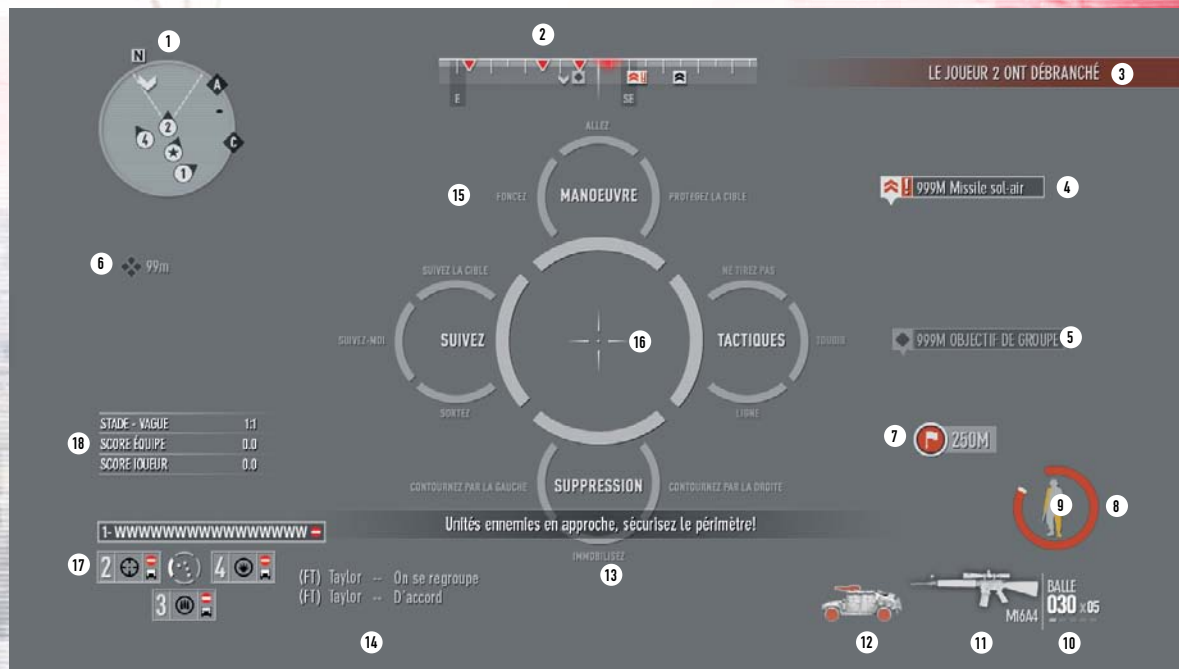 1
N
A
2
4
★
1
C
2
E
SE
LE JOUEUR 2 ONT DÉBRANCHÉ
3
999M Missile sol-air
4
999M OBJECTIF DE GROUPE
5
6
99m
7
250M
8
9
BALLE
030 x05
10
M16A4
11
12
Unités ennemies en approche, sécurisez le périmètre!
13
(FT) Taylor -- On se regroupe
(FT) Taylor -- D'accord
14
15
ALLEZ
FONCEZ
MANOEUVRE
PROTÉGEZ LA CIBLE
SUIVEZ LA CIBLE
SUIVEZ-MOI
SUIVEZ
SORTEZ
NE TIREZ PAS
TACTIQUES
LIGNE
CONTOURNEZ PAR LA GAUCHE
SUPPRESSION
CONTOURNEZ PAR LA DROITE
IMMOBILISEZ
16
1- WWWWWWWWWWWWWWWWW
17
2
4
3
18
STADE - VAGUE 1:1
SCORE ÉQUIPE 0.0
SCORE JOUEUR 0.0